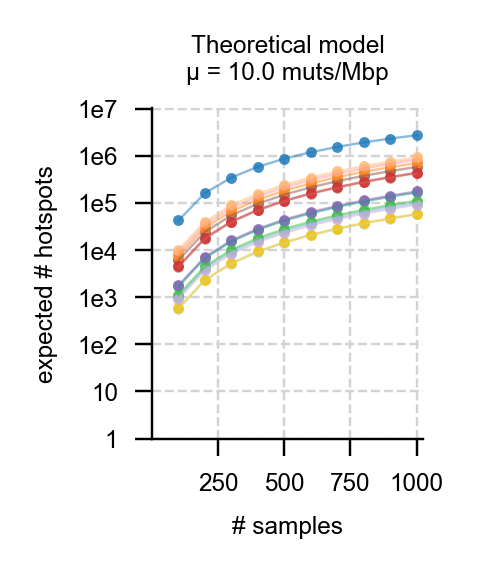 Theoretical model
μ = 10.0 muts/Mbp
expected # hotspots
1e7
1e6
1e5
1e4
1e3
1e2
10
1
250 500 750 1000
# samples